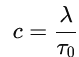 c = λ / τ₀